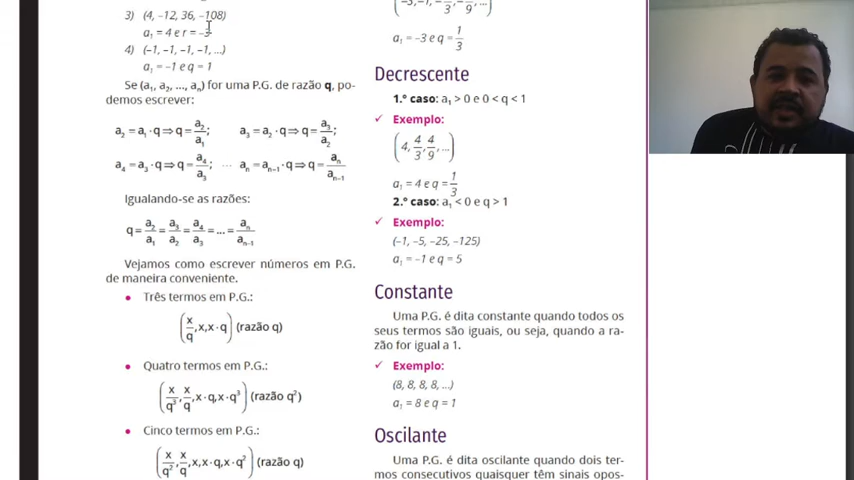 3) (4, –12, 36, –108)
a₁ = 4 e r = –3
4) (–1, –1, –1, –1, ...)
a₁ = –1 e q = 1
Se (a₁, a₂, ..., aₙ) for uma P.G. de razão q, po-
demos escrever:
a₂ = a₁ · q ⇒ q = a₂/a₁; a₃ = a₂ · q ⇒ q = a₃/a₂;
a₄ = a₃ · q ⇒ q = a₄/a₃; ... aₙ = aₙ₋₁ · q ⇒ q = aₙ/aₙ₋₁
Igualando-se as razões:
q = a₂/a₁ = a₃/a₂ = a₄/a₃ = ... = aₙ/aₙ₋₁
Vejamos como escrever números em P.G.
de maneira conveniente.
• Três termos em P.G.:
(x/q, x, x · q) (razão q)
• Quatro termos em P.G.:
(x/q³, x/q, x · q, x · q³) (razão q²)
• Cinco termos em P.G.:
(x/q², x/q, x, x · q, x · q²) (razão q)
a₁ = –3 e q = 1/3
Decrescente
1.º caso: a₁ > 0 e 0 < q < 1
✓ Exemplo:
(4, 4/3, 4/9, ...)
a₁ = 4 e q = 1/3
2.º caso: a₁ < 0 e q > 1
✓ Exemplo:
(–1, –5, –25, –125)
a₁ = –1 e q = 5
Constante
Uma P.G. é dita constante quando todos os
seus termos são iguais, ou seja, quando a ra-
zão for igual a 1.
✓ Exemplo:
(8, 8, 8, 8, ...)
a₁ = 8 e q = 1
Oscilante
Uma P.G. é dita oscilante quando dois ter-
mos consecutivos quaisquer têm sinais opos-